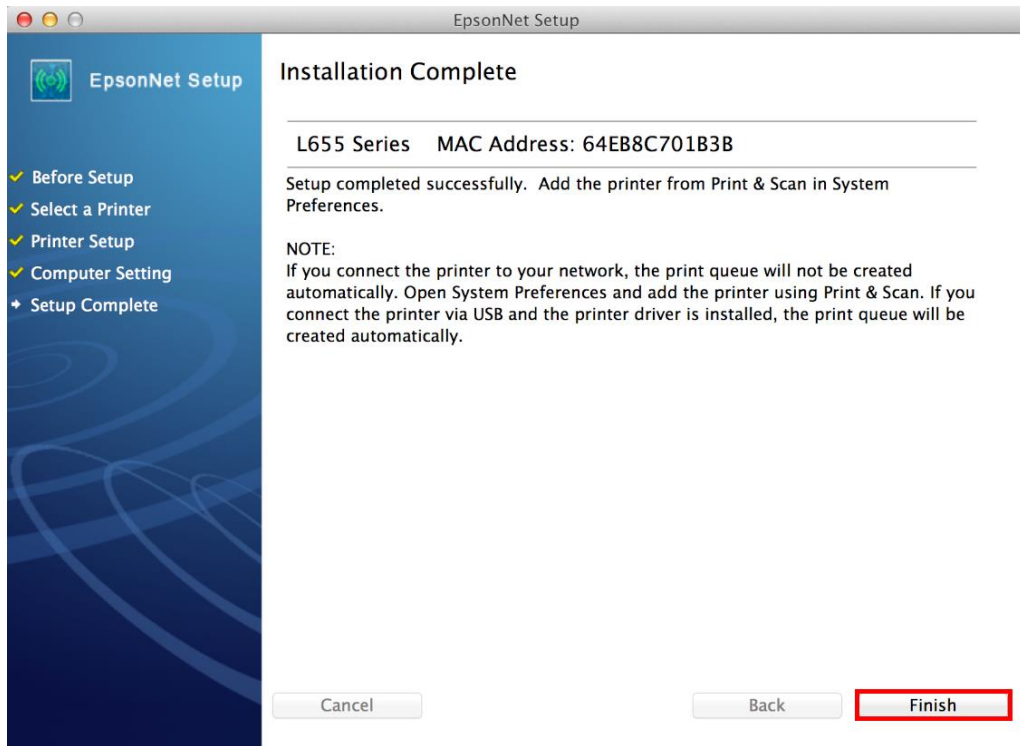 EpsonNet Setup
EpsonNet Setup
Before Setup
Select a Printer
Printer Setup
Computer Setting
Setup Complete
Installation Complete
L655 Series MAC Address: 64EB8C701B3B
Setup completed successfully. Add the printer from Print & Scan in System
Preferences.
NOTE:
If you connect the printer to your network, the print queue will not be created
automatically. Open System Preferences and add the printer using Print & Scan. If you
connect the printer via USB and the printer driver is installed, the print queue will be
created automatically.
Cancel
Back
Finish